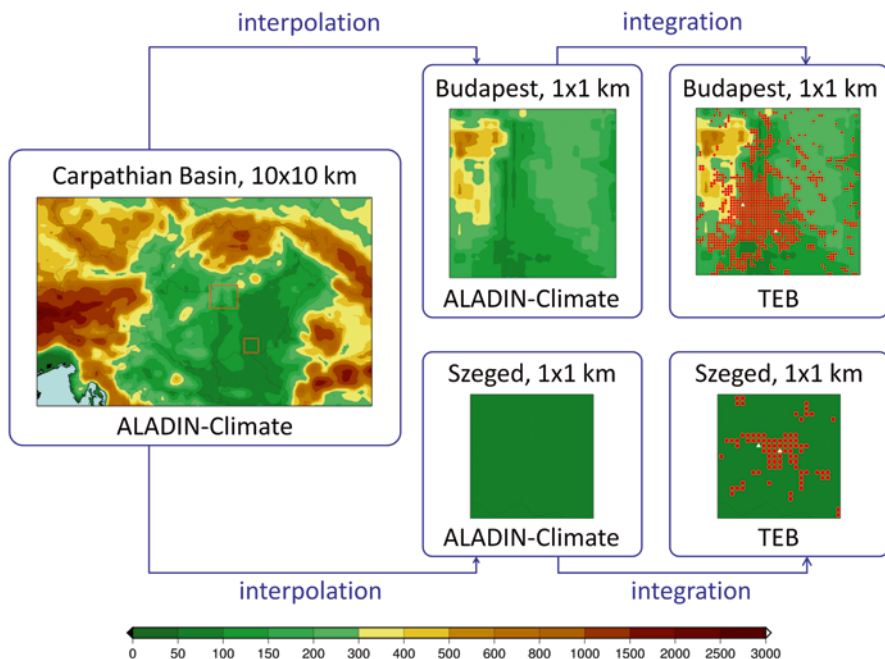 interpolation
integration
Budapest, 1x1 km
Budapest, 1x1 km
Carpathian Basin, 10x10 km
ALADIN-Climate
TEB
Szeged, 1x1 km
Szeged, 1x1 km
ALADIN-Climate
ALADIN-Climate
TEB
interpolation
integration
0 50 100 150 200 300 400 500 600 800 1000 1500 2000 2500 3000